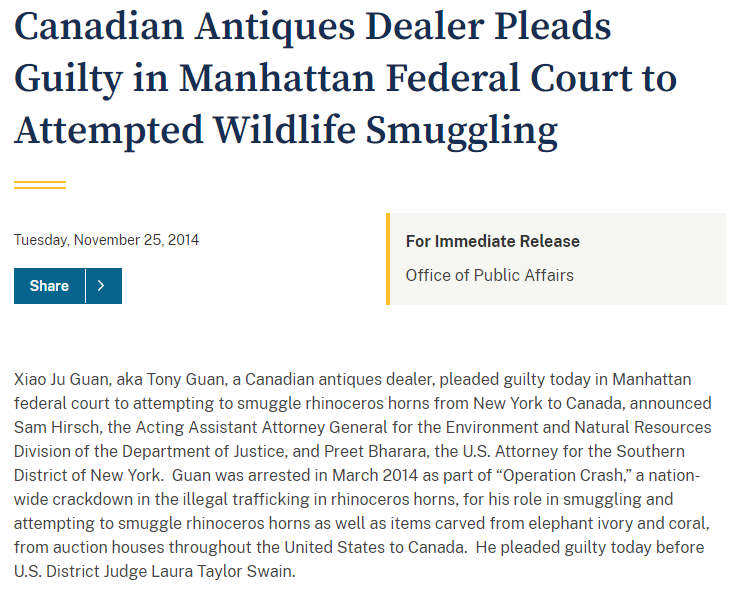 Canadian Antiques Dealer Pleads
Guilty in Manhattan Federal Court to
Attempted Wildlife Smuggling
Tuesday, November 25, 2014
Share
For Immediate Release
Office of Public Affairs
Xiao Ju Guan, aka Tony Guan, a Canadian antiques dealer, pleaded guilty today in Manhattan
federal court to attempting to smuggle rhinoceros horns from New York to Canada, announced
Sam Hirsch, the Acting Assistant Attorney General for the Environment and Natural Resources
Division of the Department of Justice, and Preet Bharara, the U.S. Attorney for the Southern
District of New York.  Guan was arrested in March 2014 as part of “Operation Crash,” a nation-
wide crackdown in the illegal trafficking in rhinoceros horns, for his role in smuggling and
attempting to smuggle rhinoceros horns as well as items carved from elephant ivory and coral,
from auction houses throughout the United States to Canada.  He pleaded guilty today before
U.S. District Judge Laura Taylor Swain.